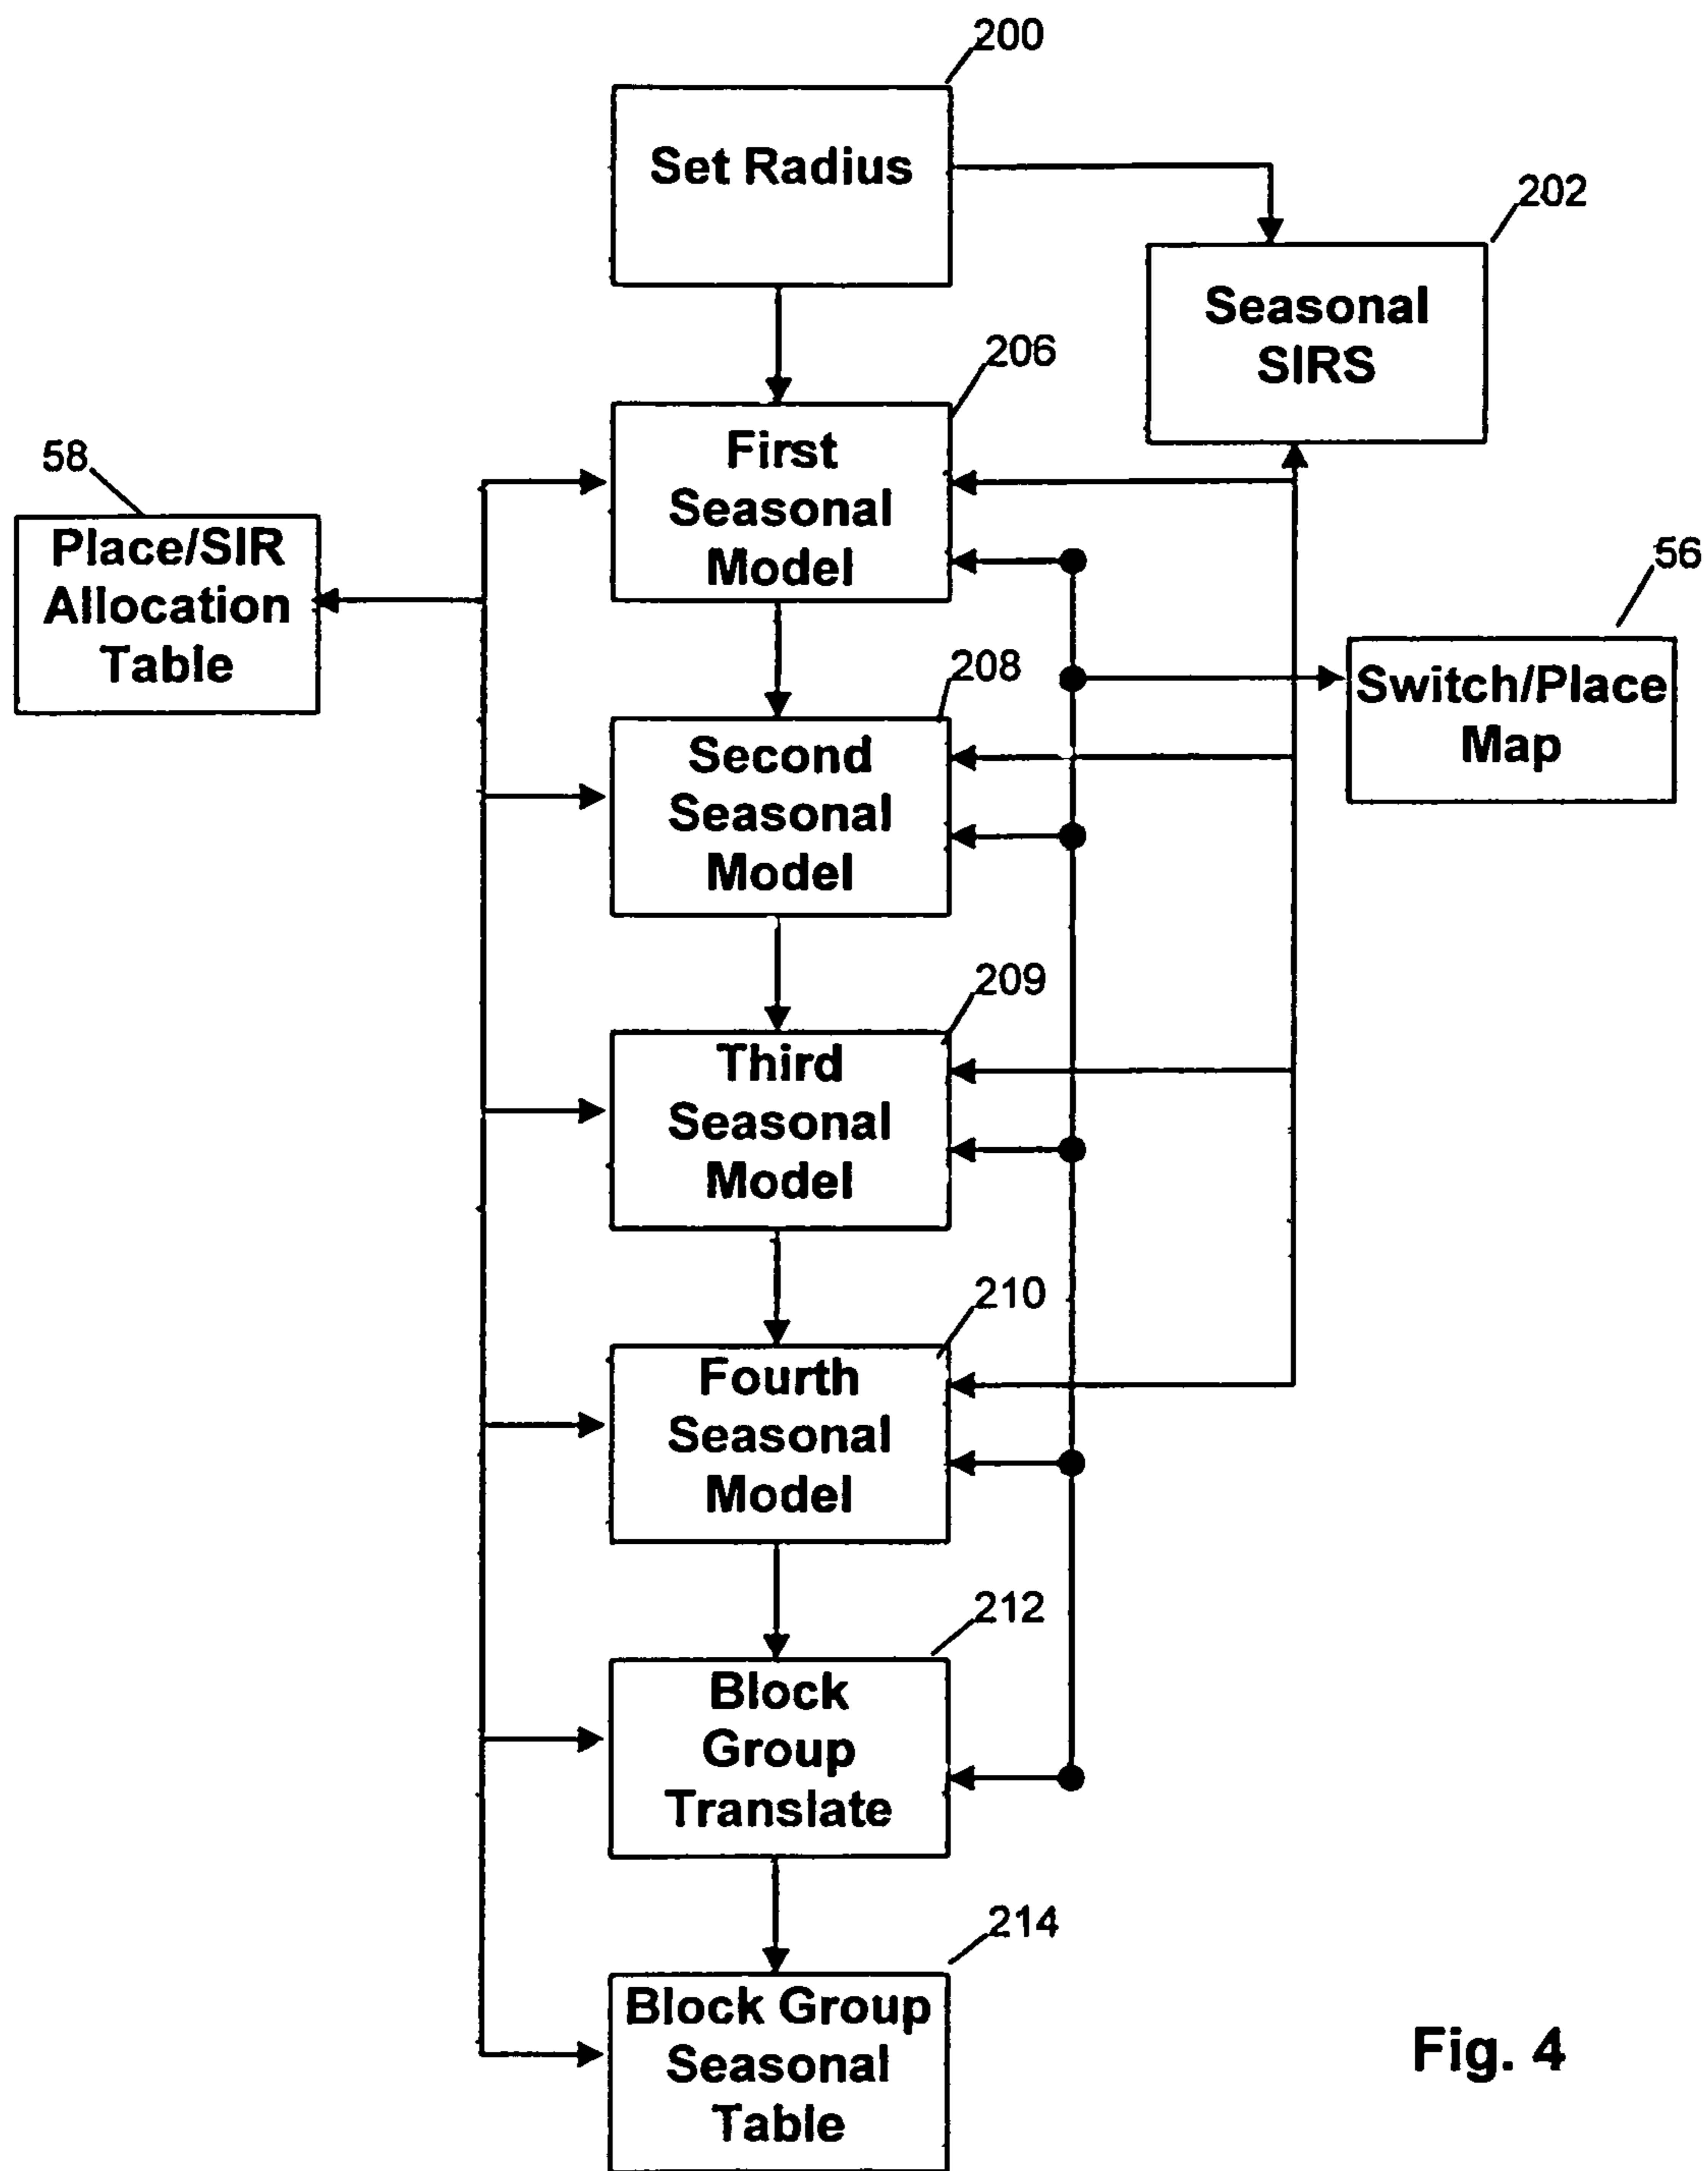 200
Set Radius
202
Seasonal
SIRS
206
First
Seasonal
Model
58
Place/SIR
Allocation
Table
56
Switch/Place
Map
208
Second
Seasonal
Model
209
Third
Seasonal
Model
210
Fourth
Seasonal
Model
212
Block
Group
Translate
214
Block Group
Seasonal
Table
Fig. 4